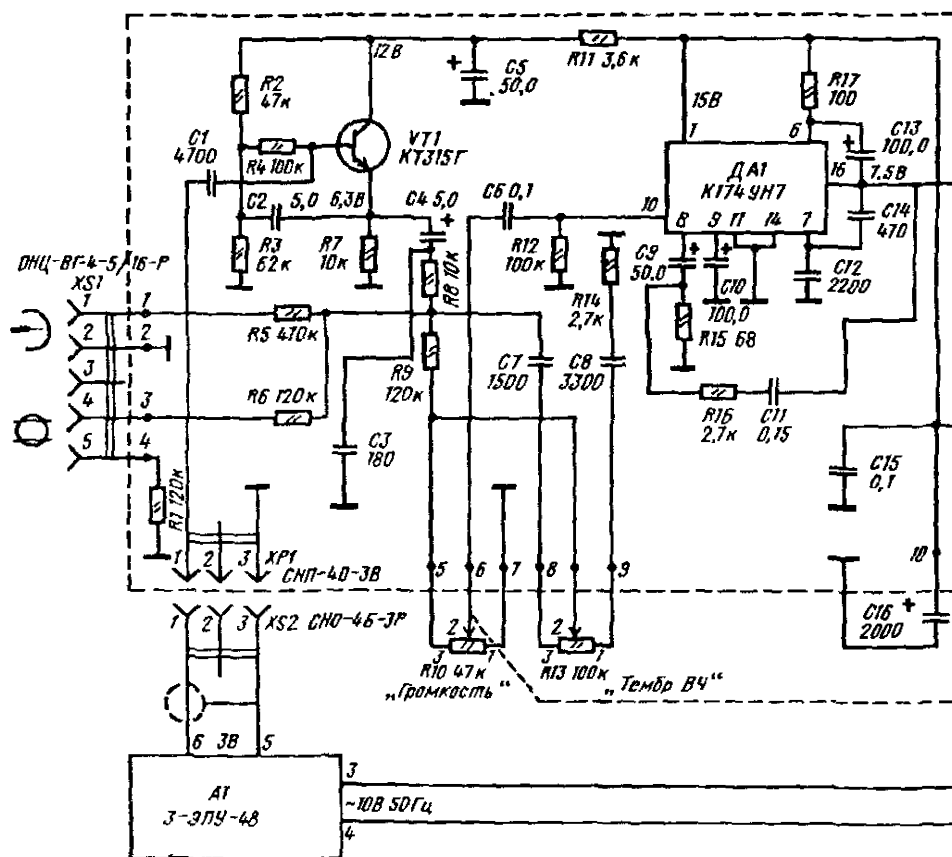 12В
R11 3,6к
C5
50,0
R2
47к
R17
100
15В
1
6
C1
4700
R4 100к
VT1
КТ315Г
C13
100,0
ДА1
К174УН7
16
7.5В
C2
5,0
6,3В
C4 5,0
C6 0,1
10
8
9
11
14
7
C14
470
R3
62к
R7
10к
R8 10к
R12
100к
C9
50,0
C10
100,0
C12
2200
ОНЦ-ВГ-4-5/16-Р
XS1
R14
2,7к
R15 68
1
1
R5 470к
2
2
3
R9
120к
C7
1500
C8
3300
4
3
R6 120к
R16
2,7к
C11
0,15
5
4
C3
180
C15
0,1
R1 120к
1
2
3
XP1
СНП-40-3В
5
6
7
8
9
10
1
2
3
XS2 СНО-4Б-3Р
C16
2000
3
2
1
R10 47к
„Громкость“
3
2
1
R13 100к
„Тембр ВЧ“
6
3В
5
А1
3-ЭПУ-48
3
~10В 50Гц
4